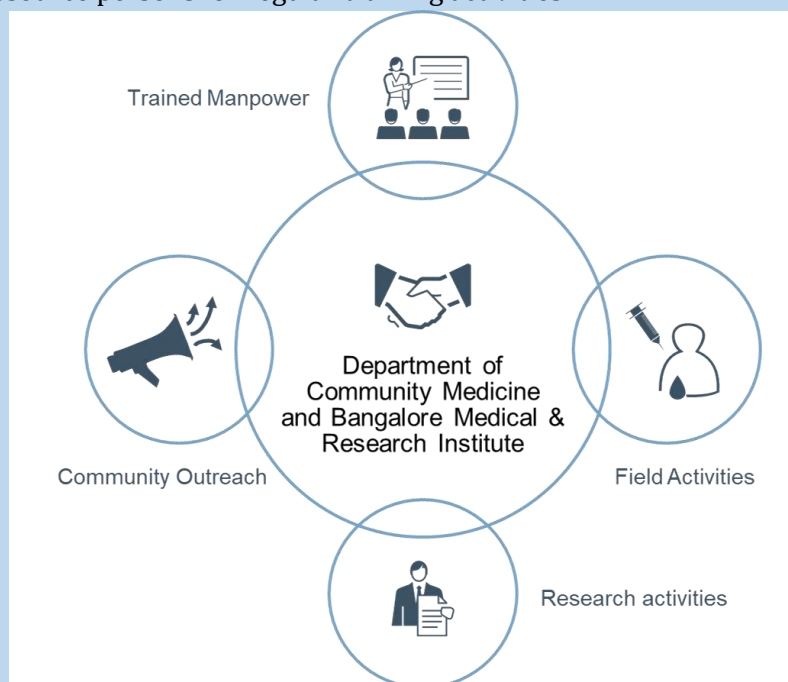 Trained Manpower
Department of
Community Medicine
and Bangalore Medical &
Research Institute
Community Outreach
Field Activities
Research activities